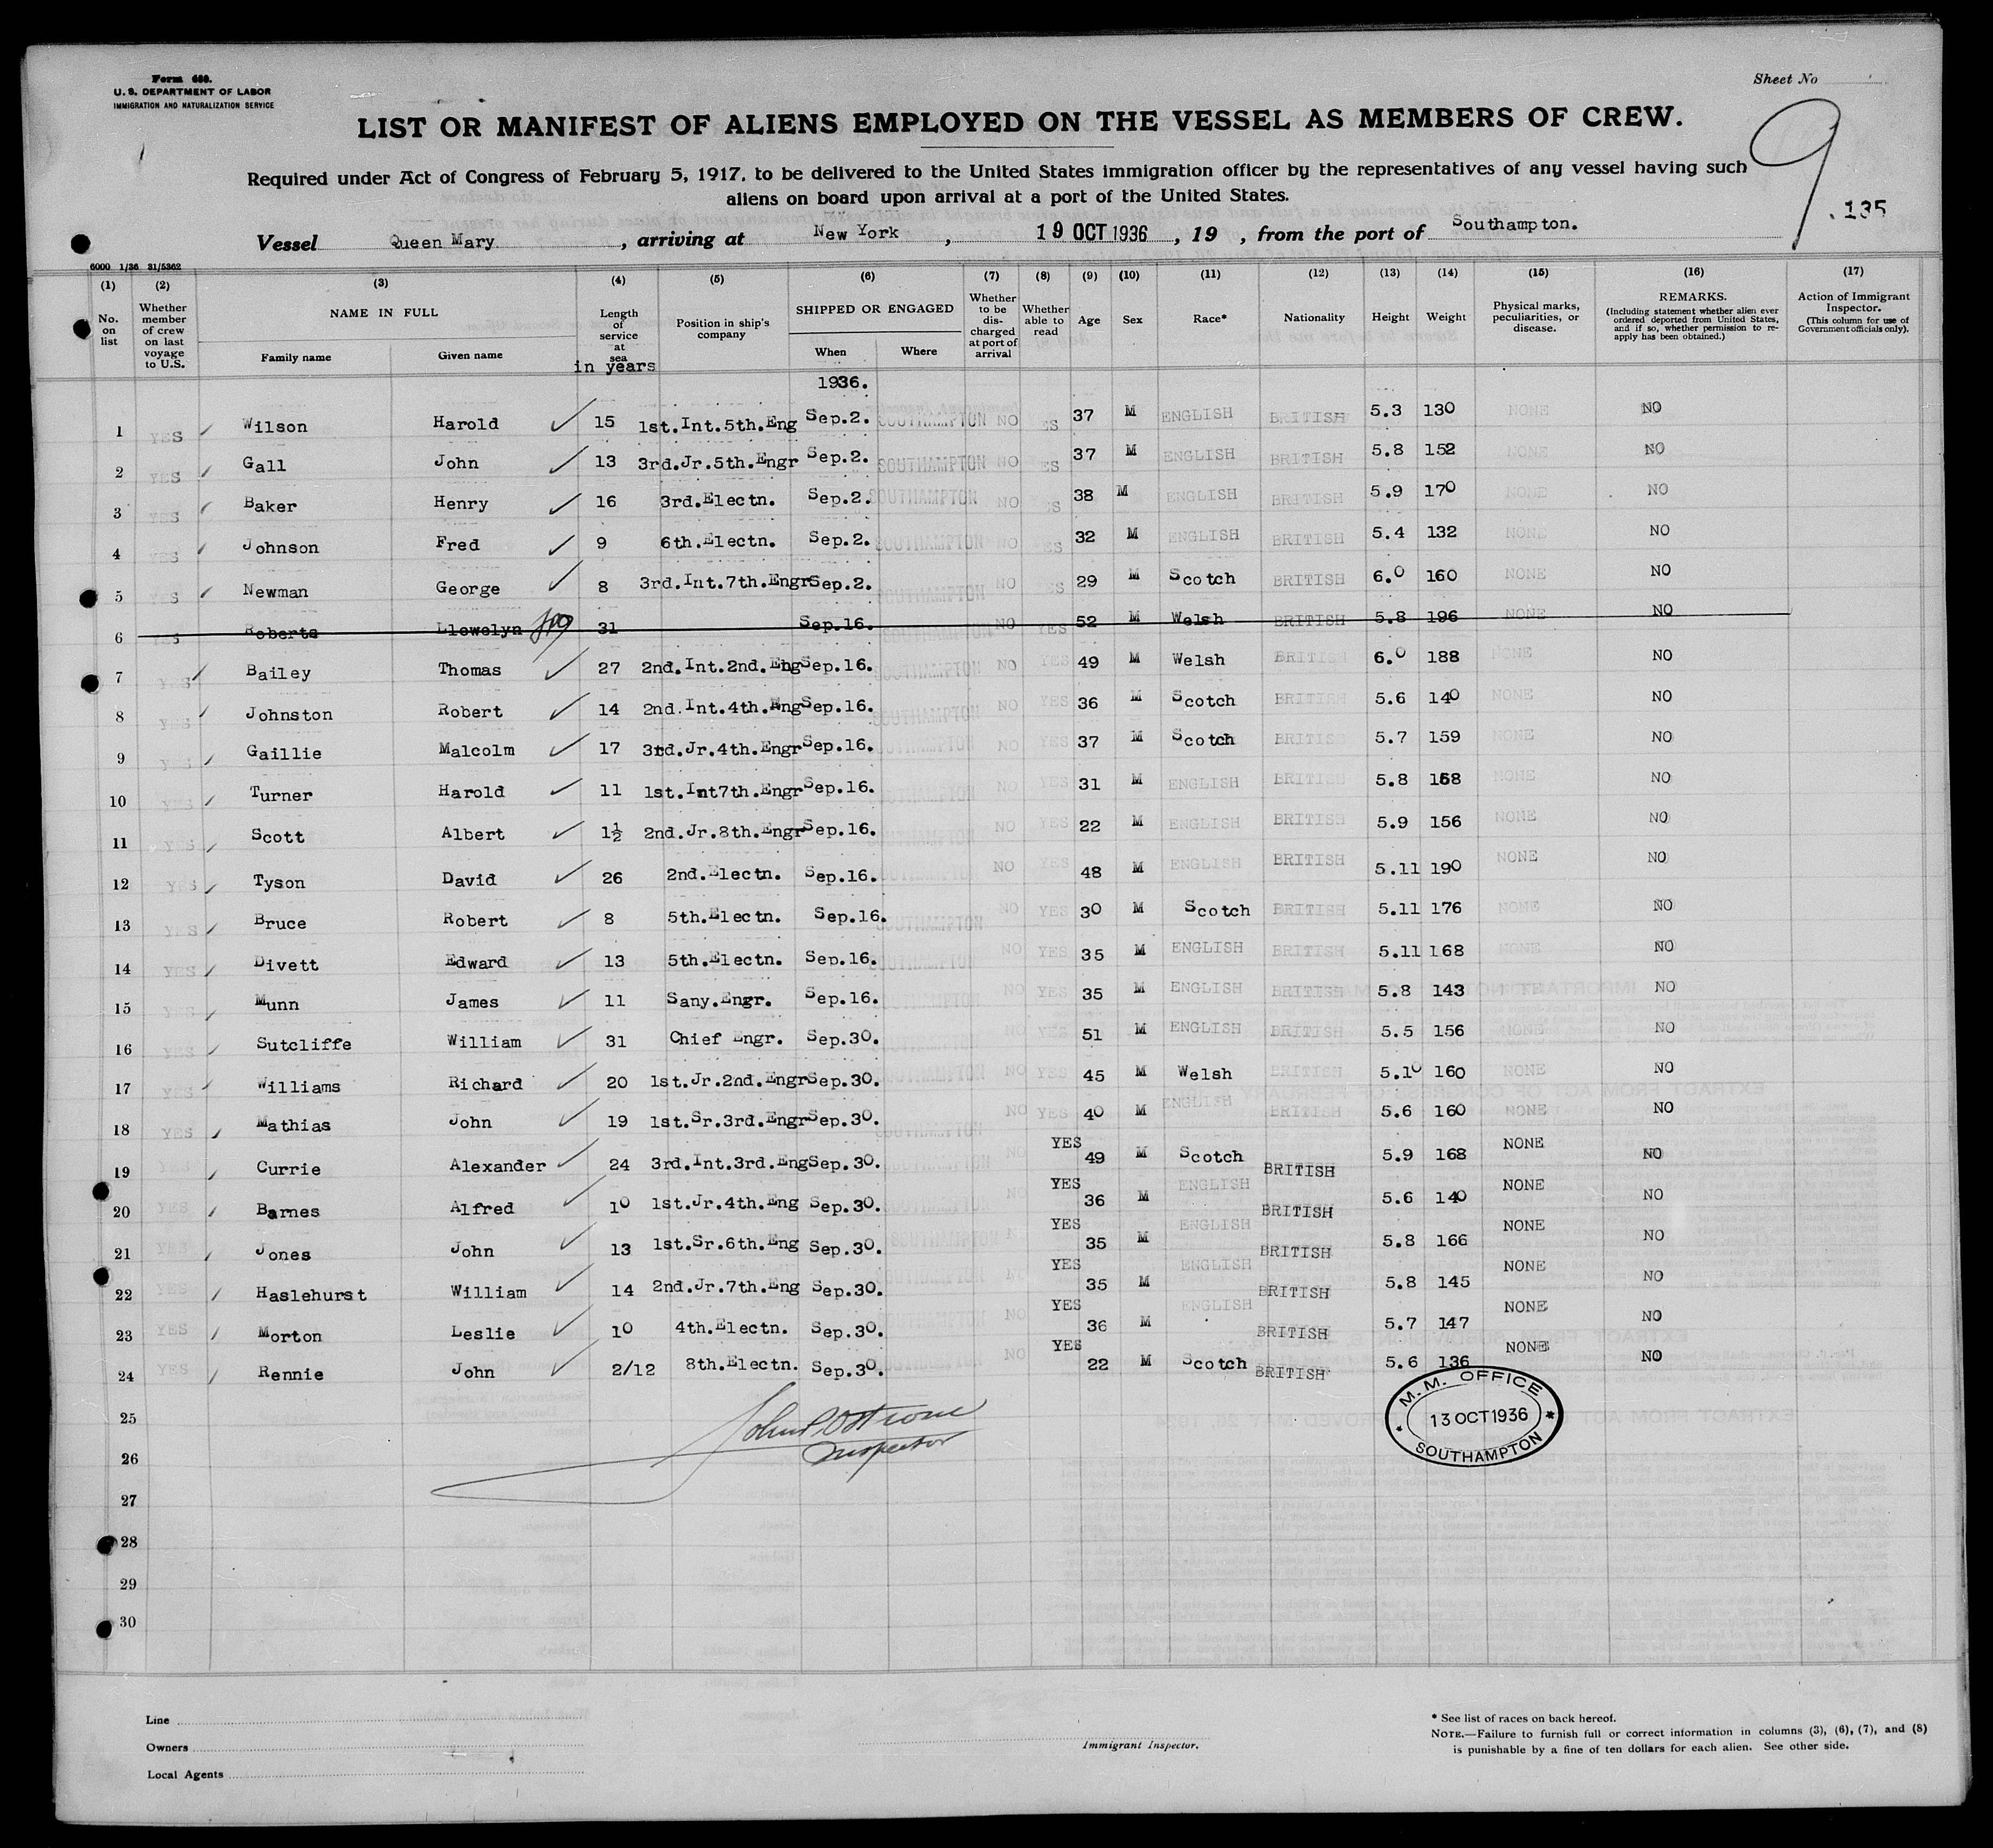 Form 680.
U. S. DEPARTMENT OF LABOR
IMMIGRATION AND NATURALIZATION SERVICE
Sheet No
LIST OR MANIFEST OF ALIENS EMPLOYED ON THE VESSEL AS MEMBERS OF CREW.
9
Required under Act of Congress of February 5, 1917, to be delivered to the United States immigration officer by the representatives of any vessel having such
aliens on board upon arrival at a port of the United States.
135
Vessel Queen Mary, arriving at New York, 19 OCT 1936, 19 , from the port of Southampton.
6000 1/36 31/5362
(1) (2) (3) (4) (5) (6) (7) (8) (9) (10) (11) (12) (13) (14) (15) (16) (17)
No. on list Whether member of crew on last voyage to U.S. NAME IN FULL Family name Given name Length of service at sea in years Position in ship's company SHIPPED OR ENGAGED When Where Whether to be discharged at port of arrival Whether able to read Age Sex Race* Nationality Height Weight Physical marks, peculiarities, or disease. REMARKS. (Including statement whether alien ever ordered deported from United States, and if so, whether permission to re-apply has been obtained.) Action of Immigrant Inspector. (This column for use of Government officials only).
1936.
1 YES Wilson Harold 15 1st.Int.5th.Eng Sep.2. SOUTHAMPTON NO ES 37 M ENGLISH BRITISH 5.3 130 NONE NO
2 YES Gall John 13 3rd.Jr.5th.Engr Sep.2. SOUTHAMPTON NO ES 37 M ENGLISH BRITISH 5.8 152 NONE NO
3 YES Baker Henry 16 3rd.Electn. Sep.2. SOUTHAMPTON NO ES 38 M ENGLISH BRITISH 5.9 170 NONE NO
4 YES Johnson Fred 9 6th.Electn. Sep.2. SOUTHAMPTON NO YES 32 M ENGLISH BRITISH 5.4 132 NONE NO
5 YES Newman George 8 3rd.Int.7th.Engr Sep.2. SOUTHAMPTON NO YES 29 M Scotch BRITISH 6.0 160 NONE NO
6 YES Roberts Llewelyn 31 Sep.16. SOUTHAMPTON NO YES 52 M Welsh BRITISH 5.8 196 NONE NO
7 YES Bailey Thomas 27 2nd.Int.2nd.Eng Sep.16. SOUTHAMPTON NO YES 49 M Welsh BRITISH 6.0 188 NONE NO
8 YES Johnston Robert 14 2nd.Int.4th.Eng Sep.16. SOUTHAMPTON NO YES 36 M Scotch BRITISH 5.6 140 NONE NO
9 YES Gaillie Malcolm 17 3rd.Jr.4th.Engr Sep.16. SOUTHAMPTON NO YES 37 M Scotch BRITISH 5.7 159 NONE NO
10 YES Turner Harold 11 1st.Int7th.Engr Sep.16. SOUTHAMPTON NO YES 31 M ENGLISH BRITISH 5.8 158 NONE NO
11 YES Scott Albert 1½ 2nd.Jr.8th.Engr Sep.16. SOUTHAMPTON NO YES 22 M ENGLISH BRITISH 5.9 156 NONE NO
12 YES Tyson David 26 2nd.Electn. Sep.16. SOUTHAMPTON NO YES 48 M ENGLISH BRITISH 5.11 190 NONE NO
13 YES Bruce Robert 8 5th.Electn. Sep.16. SOUTHAMPTON NO YES 30 M Scotch BRITISH 5.11 176 NONE NO
14 YES Divett Edward 13 5th.Electn. Sep.16. SOUTHAMPTON NO YES 35 M ENGLISH BRITISH 5.11 168 NONE NO
15 YES Munn James 11 Sany.Engr. Sep.16. SOUTHAMPTON NO YES 35 M ENGLISH BRITISH 5.8 143 NONE NO
16 YES Sutcliffe William 31 Chief Engr. Sep.30. SOUTHAMPTON NO YES 51 M ENGLISH BRITISH 5.5 156 NONE NO
17 YES Williams Richard 20 1st.Jr.2nd.Engr Sep.30. SOUTHAMPTON NO YES 45 M Welsh BRITISH 5.10 160 NONE NO
18 YES Mathias John 19 1st.Sr.3rd.Engr Sep.30. SOUTHAMPTON NO YES 40 M ENGLISH BRITISH 5.6 160 NONE NO
19 YES Currie Alexander 24 3rd.Int.3rd.Eng Sep.30. SOUTHAMPTON NO YES 49 M Scotch BRITISH 5.9 168 NONE NO
20 YES Barnes Alfred 10 1st.Jr.4th.Eng Sep.30. SOUTHAMPTON NO YES 36 M ENGLISH BRITISH 5.6 140 NONE NO
21 YES Jones John 13 1st.Sr.6th.Eng Sep.30. SOUTHAMPTON N YES 35 M ENGLISH BRITISH 5.8 166 NONE NO
22 YES Haslehurst William 14 2nd.Jr.7th.Eng Sep.30. SOUTHAMPTON N YES 35 M ENGLISH BRITISH 5.8 145 NONE NO
23 YES Morton Leslie 10 4th.Electn. Sep.30. SOUTHAMPTON NO YES 36 M ENGLISH BRITISH 5.7 147 NONE NO
24 YES Rennie John 2/12 8th.Electn. Sep.30. SOUTHAMPTON NO YES 22 M Scotch BRITISH 5.6 136 NONE NO
25
26
27
28
29
30
Inspector
M.M. OFFICE
13 OCT 1936
SOUTHAMPTON
Line
Owners
Local Agents
Immigrant Inspector.
* See list of races on back hereof.
NOTE.—Failure to furnish full or correct information in columns (3), (6), (7), and (8)
is punishable by a fine of ten dollars for each alien. See other side.